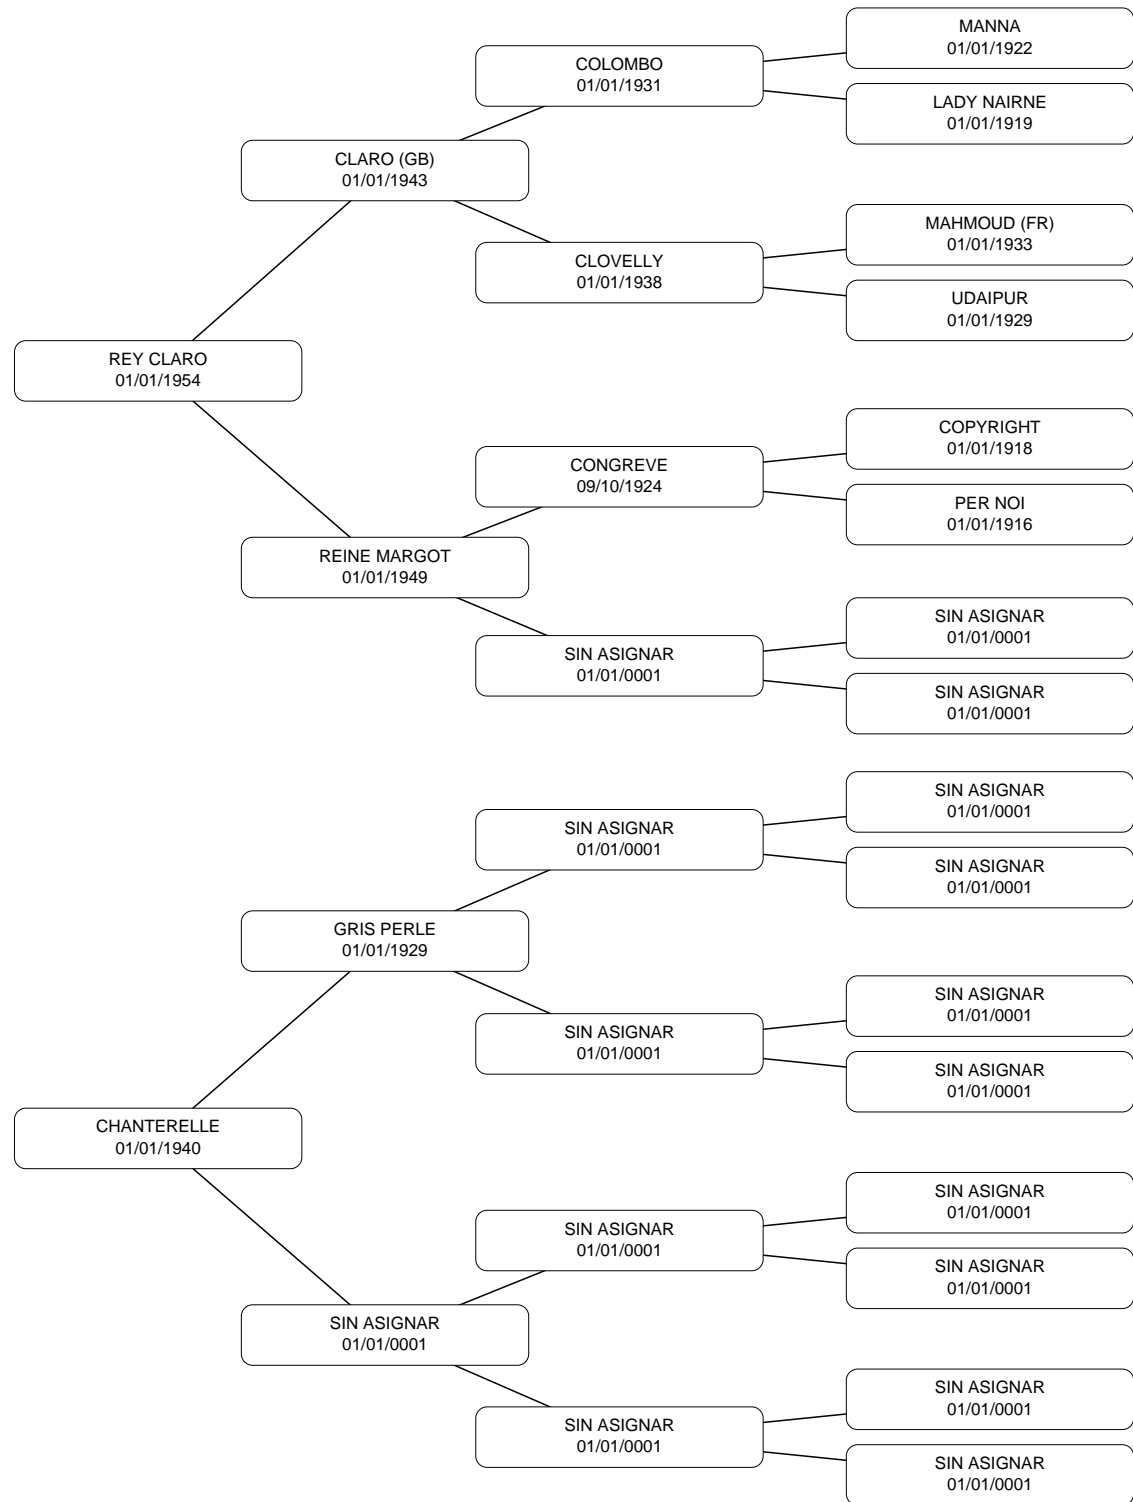 MANNA
01/01/1922
COLOMBO
01/01/1931
LADY NAIRNE
01/01/1919
CLARO (GB)
01/01/1943
MAHMOUD (FR)
01/01/1933
CLOVELLY
01/01/1938
UDAIPUR
01/01/1929
REY CLARO
01/01/1954
COPYRIGHT
01/01/1918
CONGREVE
09/10/1924
PER NOI
01/01/1916
REINE MARGOT
01/01/1949
SIN ASIGNAR
01/01/0001
SIN ASIGNAR
01/01/0001
SIN ASIGNAR
01/01/0001
SIN ASIGNAR
01/01/0001
SIN ASIGNAR
01/01/0001
SIN ASIGNAR
01/01/0001
GRIS PERLE
01/01/1929
SIN ASIGNAR
01/01/0001
SIN ASIGNAR
01/01/0001
SIN ASIGNAR
01/01/0001
CHANTERELLE
01/01/1940
SIN ASIGNAR
01/01/0001
SIN ASIGNAR
01/01/0001
SIN ASIGNAR
01/01/0001
SIN ASIGNAR
01/01/0001
SIN ASIGNAR
01/01/0001
SIN ASIGNAR
01/01/0001
SIN ASIGNAR
01/01/0001